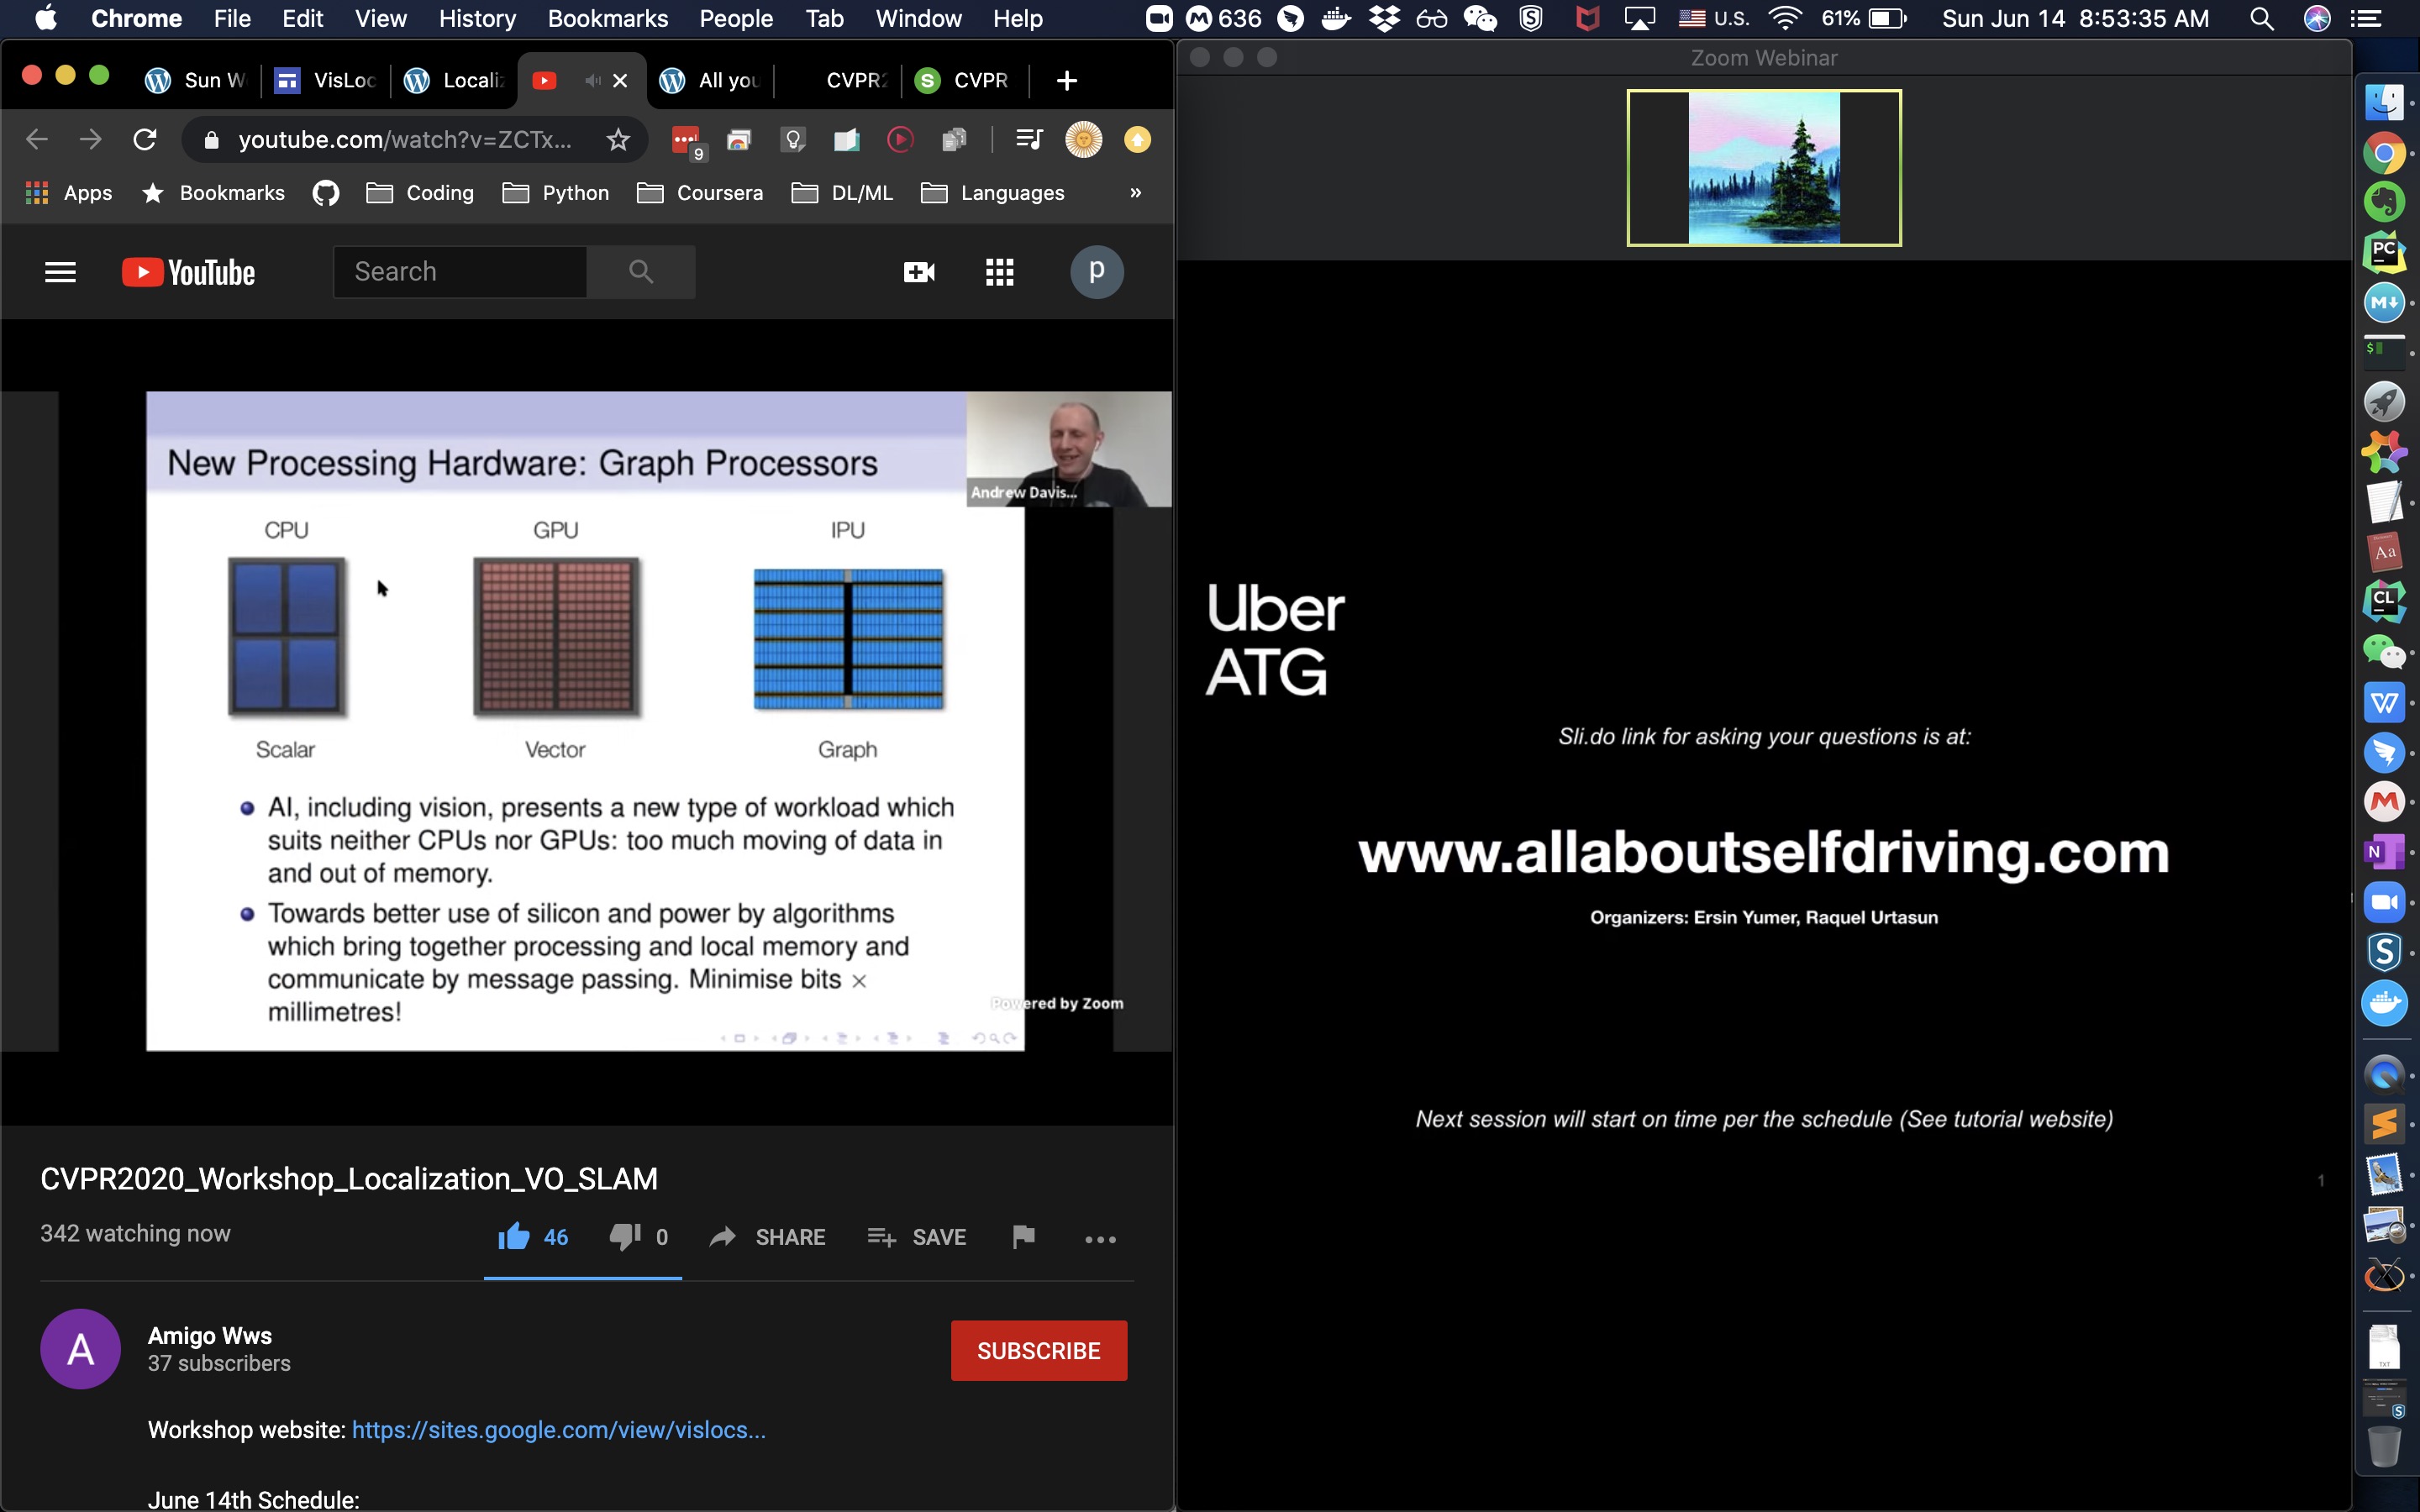 Chrome File Edit View History Bookmarks People Tab Window Help
636 U.S. 61% Sun Jun 14 8:53:35 AM
Sun W VisLoc Localiz All you CVPR2 CVPR
youtube.com/watch?v=ZCTx...
9
Apps Bookmarks Coding Python Coursera DL/ML Languages »
YouTube
Search
p
New Processing Hardware: Graph Processors
Andrew Davis...
CPU GPU IPU
Scalar Vector Graph
AI, including vision, presents a new type of workload which
suits neither CPUs nor GPUs: too much moving of data in
and out of memory.
Towards better use of silicon and power by algorithms
which bring together processing and local memory and
communicate by message passing. Minimise bits ×
millimetres!
Powered by Zoom
CVPR2020_Workshop_Localization_VO_SLAM
342 watching now
46 0 SHARE SAVE
A
Amigo Wws
37 subscribers
SUBSCRIBE
Workshop website: https://sites.google.com/view/vislocs...
June 14th Schedule:
Zoom Webinar
Uber
ATG
Sli.do link for asking your questions is at:
www.allaboutselfdriving.com
Organizers: Ersin Yumer, Raquel Urtasun
Next session will start on time per the schedule (See tutorial website)
1
PC
M
$
Aa
CL
W
M
N
S
TXT
S